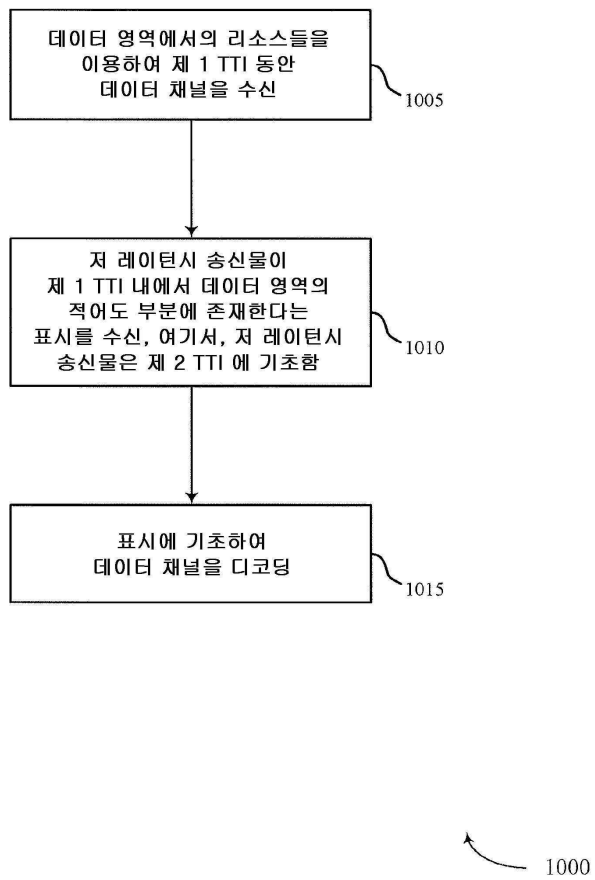 데이터 영역에서의 리소스들을
이용하여 제 1 TTI 동안
데이터 채널을 수신
1005
저 레이턴시 송신물이
제 1 TTI 내에서 데이터 영역의
적어도 부분에 존재한다는
표시를 수신, 여기서, 저 레이턴시
송신물은 제 2 TTI 에 기초함
1010
표시에 기초하여
데이터 채널을 디코딩
1015
1000